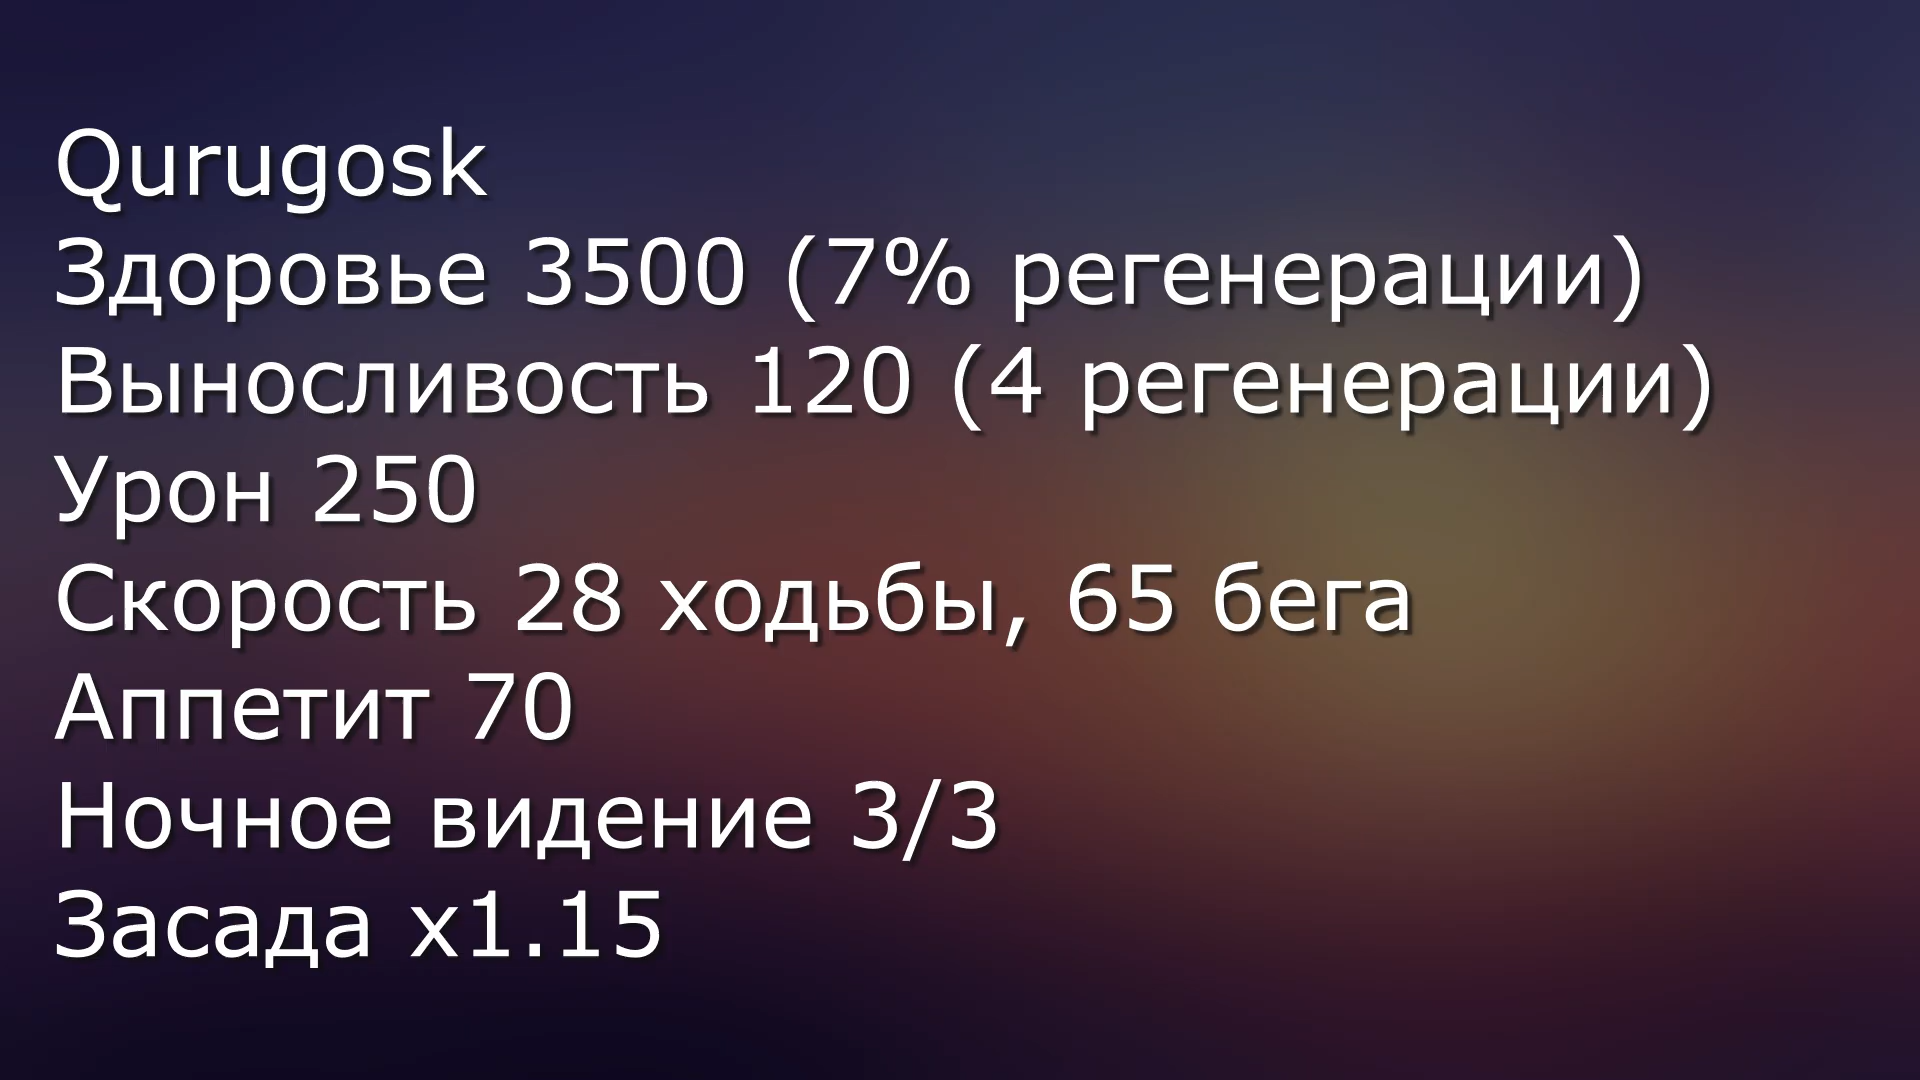 Qurugosk
Здоровье 3500 (7% регенерации)
Выносливость 120 (4 регенерации)
Урон 250
Скорость 28 ходьбы, 65 бега
Аппетит 70
Ночное видение 3/3
Засада x1.15